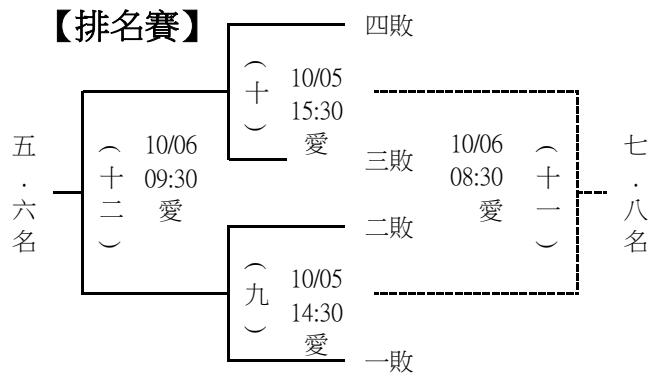 【排名賽】
四敗
（十）
10/05
15:30
愛
三敗
五．六名
（十二）
10/06
09:30
愛
10/06
08:30
愛
（十一）
七．八名
二敗
（九）
10/05
14:30
愛
一敗